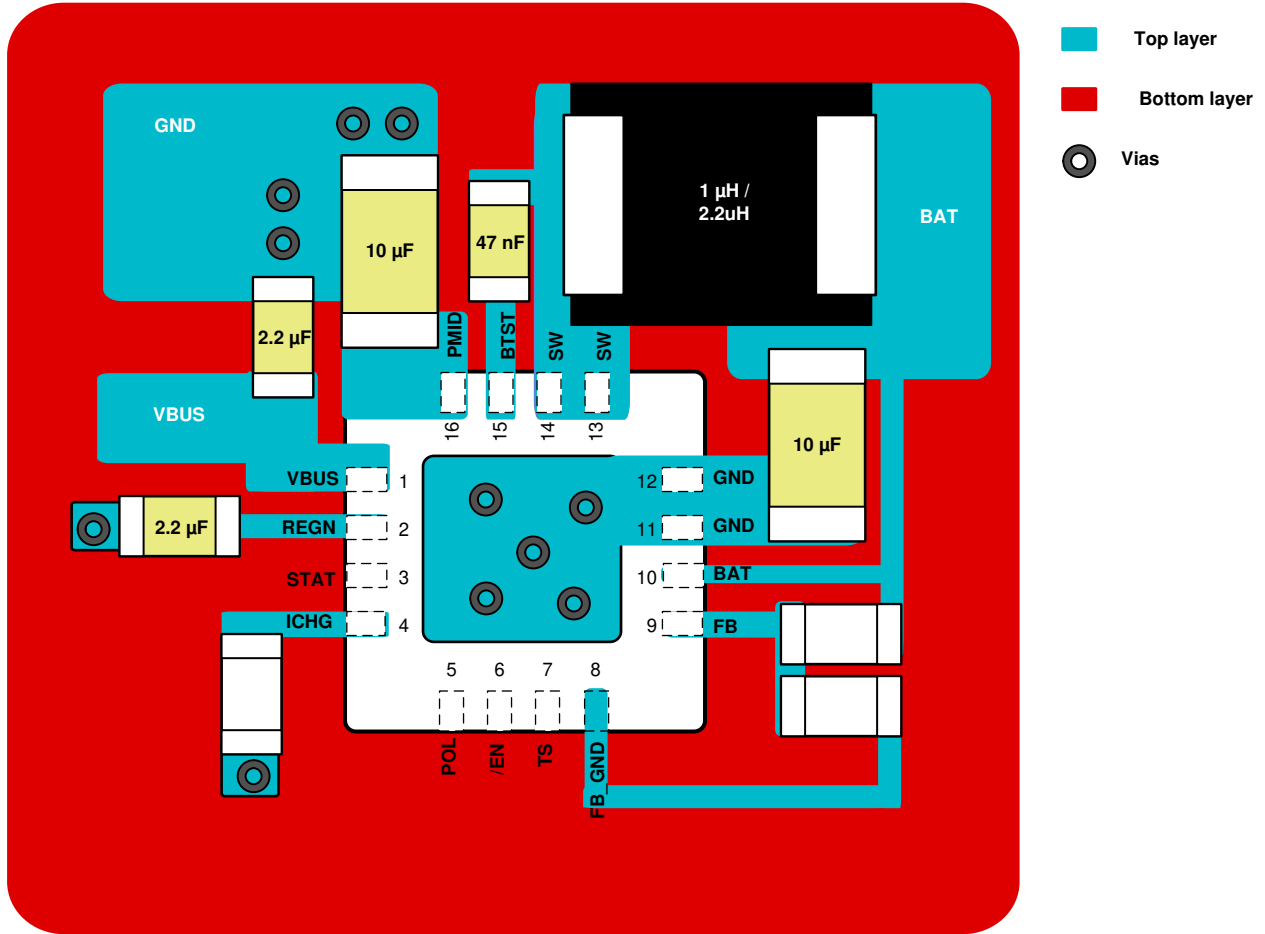 Top layer
Bottom layer
Vias
GND
10 µF
47 nF
1 µH /
2.2uH
BAT
2.2 µF
PMID
BTST
SW
SW
VBUS
16
15
14
13
10 µF
VBUS
1
12
GND
2.2 µF
REGN
2
11
GND
STAT
3
10
BAT
ICHG
4
9
FB
5
6
7
8
POL
/EN
TS
FB_GND